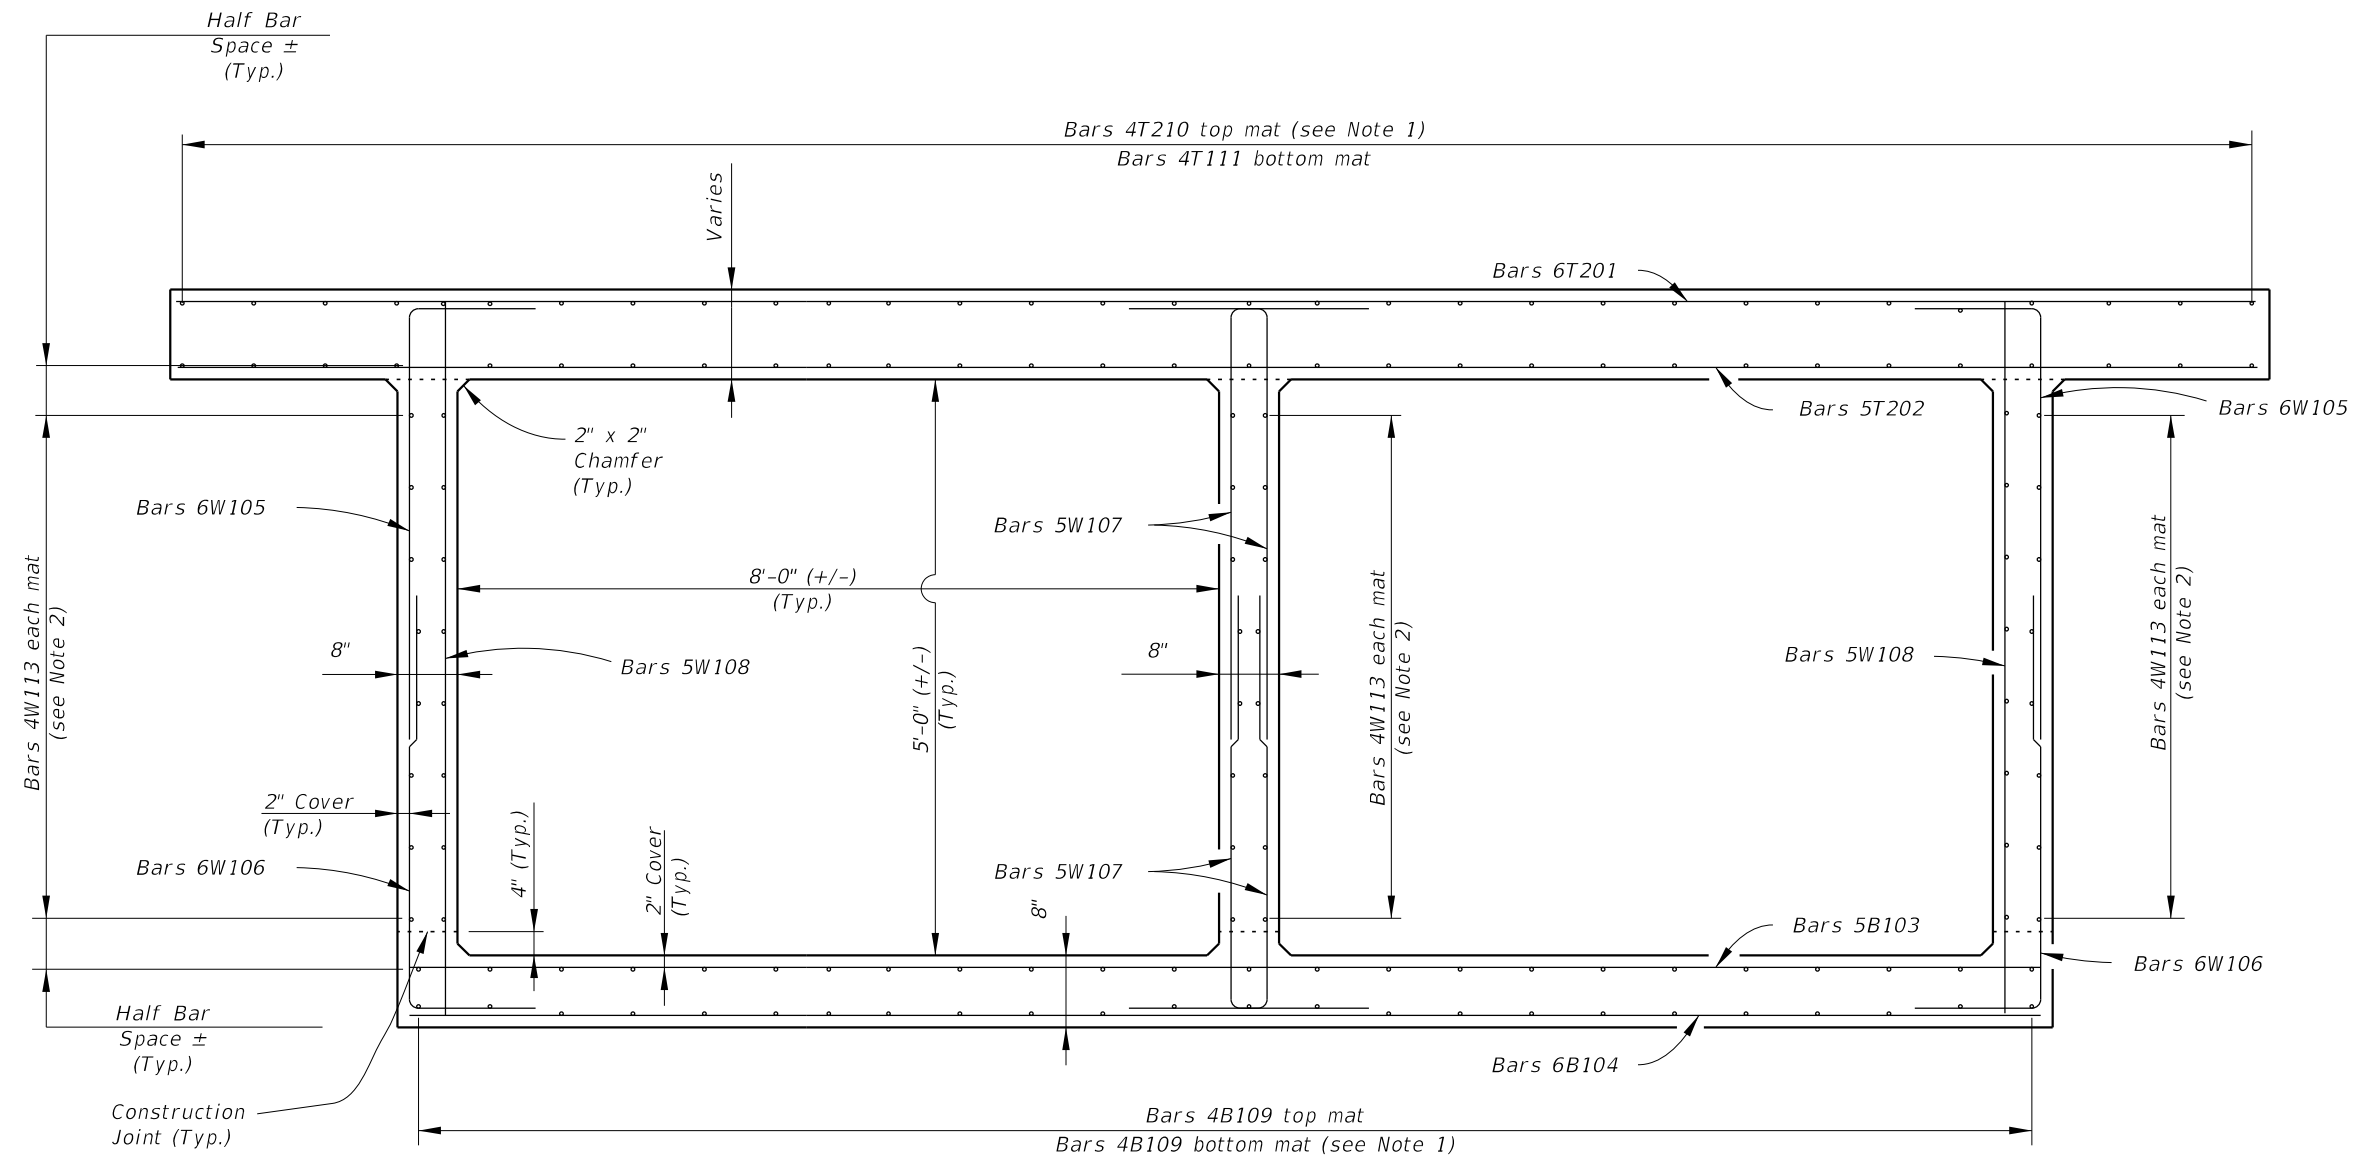 Half Bar
Space ±
(Typ.)
Bars 4T210 top mat (see Note 1)
Bars 4T111 bottom mat
Varies
Bars 6T201
Bars 5T202
Bars 6W105
2" x 2"
Chamfer
(Typ.)
Bars 6W105
Bars 5W107
8'-0" (+/-)
(Typ.)
Bars 4W113 each mat
(see Note 2)
8"
Bars 5W108
5'-0" (+/-)
(Typ.)
8"
Bars 4W113 each mat
(see Note 2)
Bars 5W108
Bars 4W113 each mat
(see Note 2)
2" Cover
(Typ.)
Bars 6W106
4" (Typ.)
2" Cover
(Typ.)
Bars 5W107
8"
Bars 5B103
Bars 6W106
Half Bar
Space ±
(Typ.)
Bars 6B104
Construction
Joint (Typ.)
Bars 4B109 top mat
Bars 4B109 bottom mat (see Note 1)